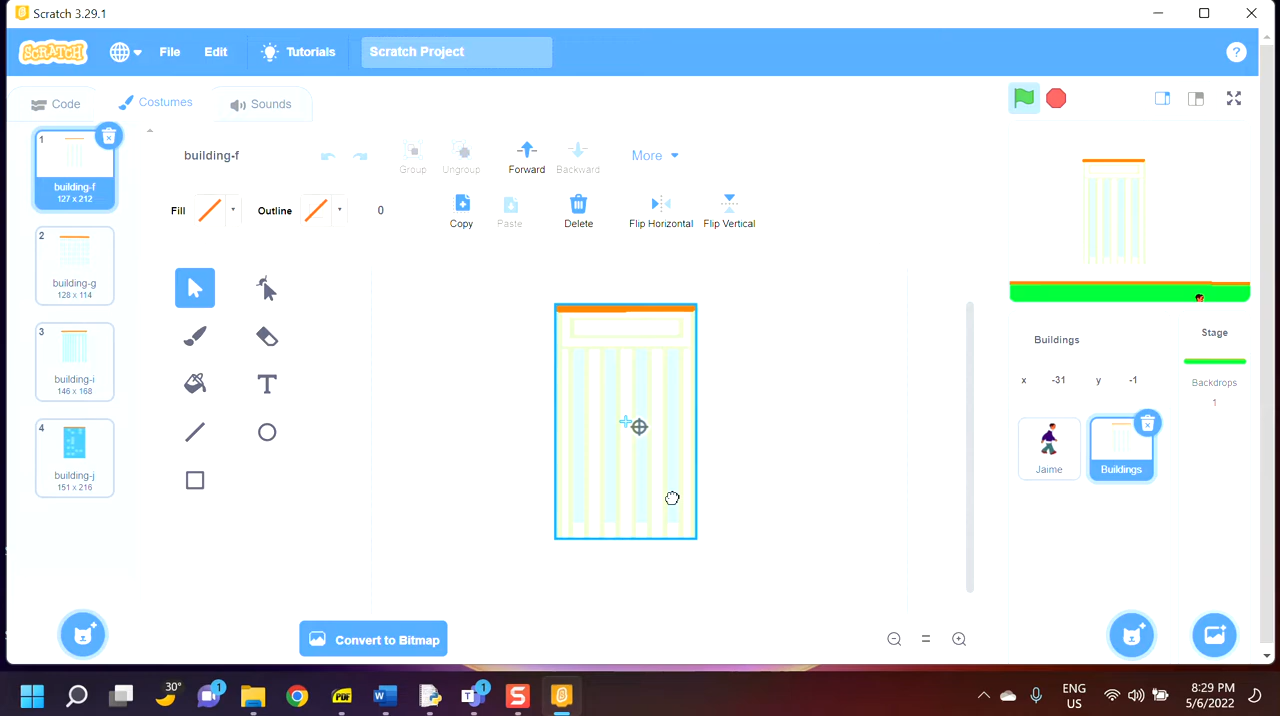 Scratch 3.29.1
SCRATCH
File
Edit
Tutorials
Scratch Project
?
Code
Costumes
Sounds
1
building-f
127 x 212
2
building-g
128 x 114
3
building-i
146 x 168
4
building-j
151 x 216
building-f
Group
Ungroup
Forward
Backward
More
Fill
Outline
0
Copy
Paste
Delete
Flip Horizontal
Flip Vertical
T
Convert to Bitmap
Buildings
x -31 y -1
Jaime
Buildings
Stage
Backdrops
1
30°
1
PDF
W
T
1
S
ENG
US
8:29 PM
5/6/2022